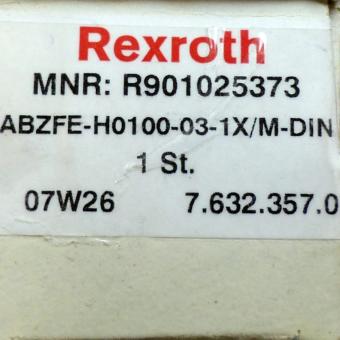 Rexroth
MNR: R901025373
ABZFE-H0100-03-1X/M-DIN
1 St.
07W26 7.632.357.0